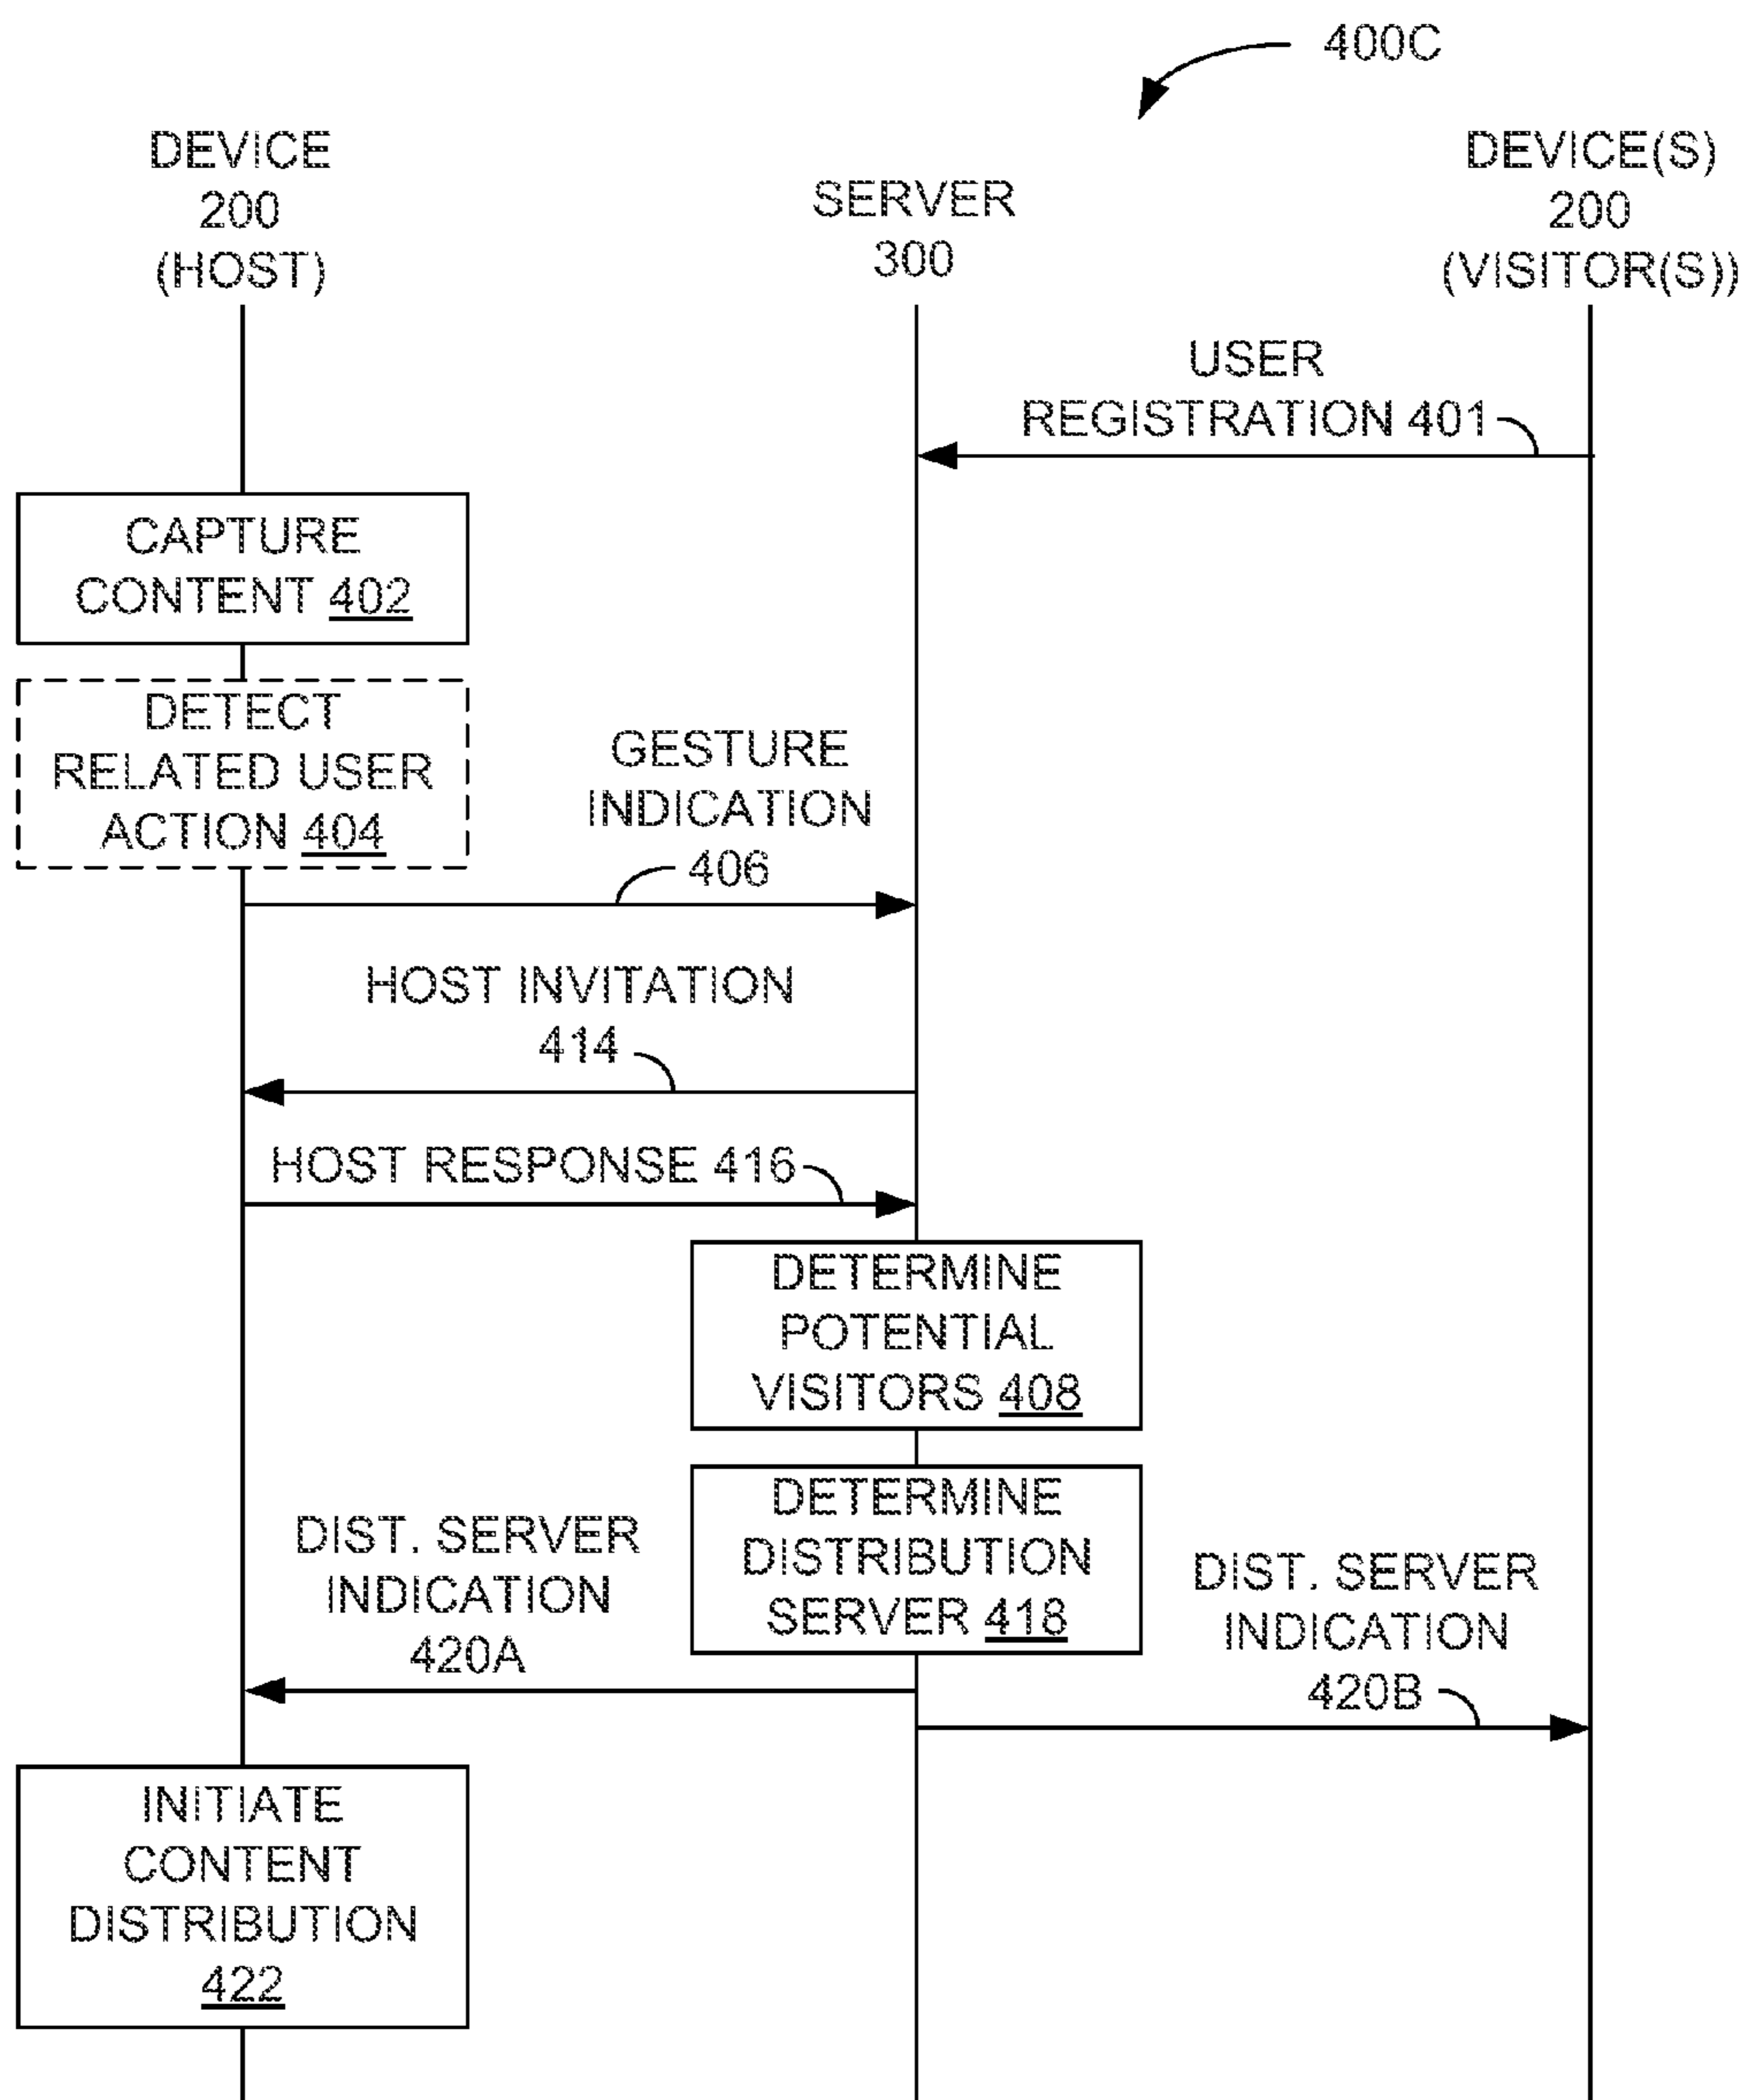 400C
DEVICE
200
(HOST)
SERVER
300
DEVICE(S)
200
(VISITOR(S))
USER
REGISTRATION 401
CAPTURE
CONTENT 402
DETECT
RELATED USER
ACTION 404
GESTURE
INDICATION
406
HOST INVITATION
414
HOST RESPONSE 416
DETERMINE
POTENTIAL
VISITORS 408
DETERMINE
DISTRIBUTION
SERVER 418
DIST. SERVER
INDICATION
420A
DIST. SERVER
INDICATION
420B
INITIATE
CONTENT
DISTRIBUTION
422